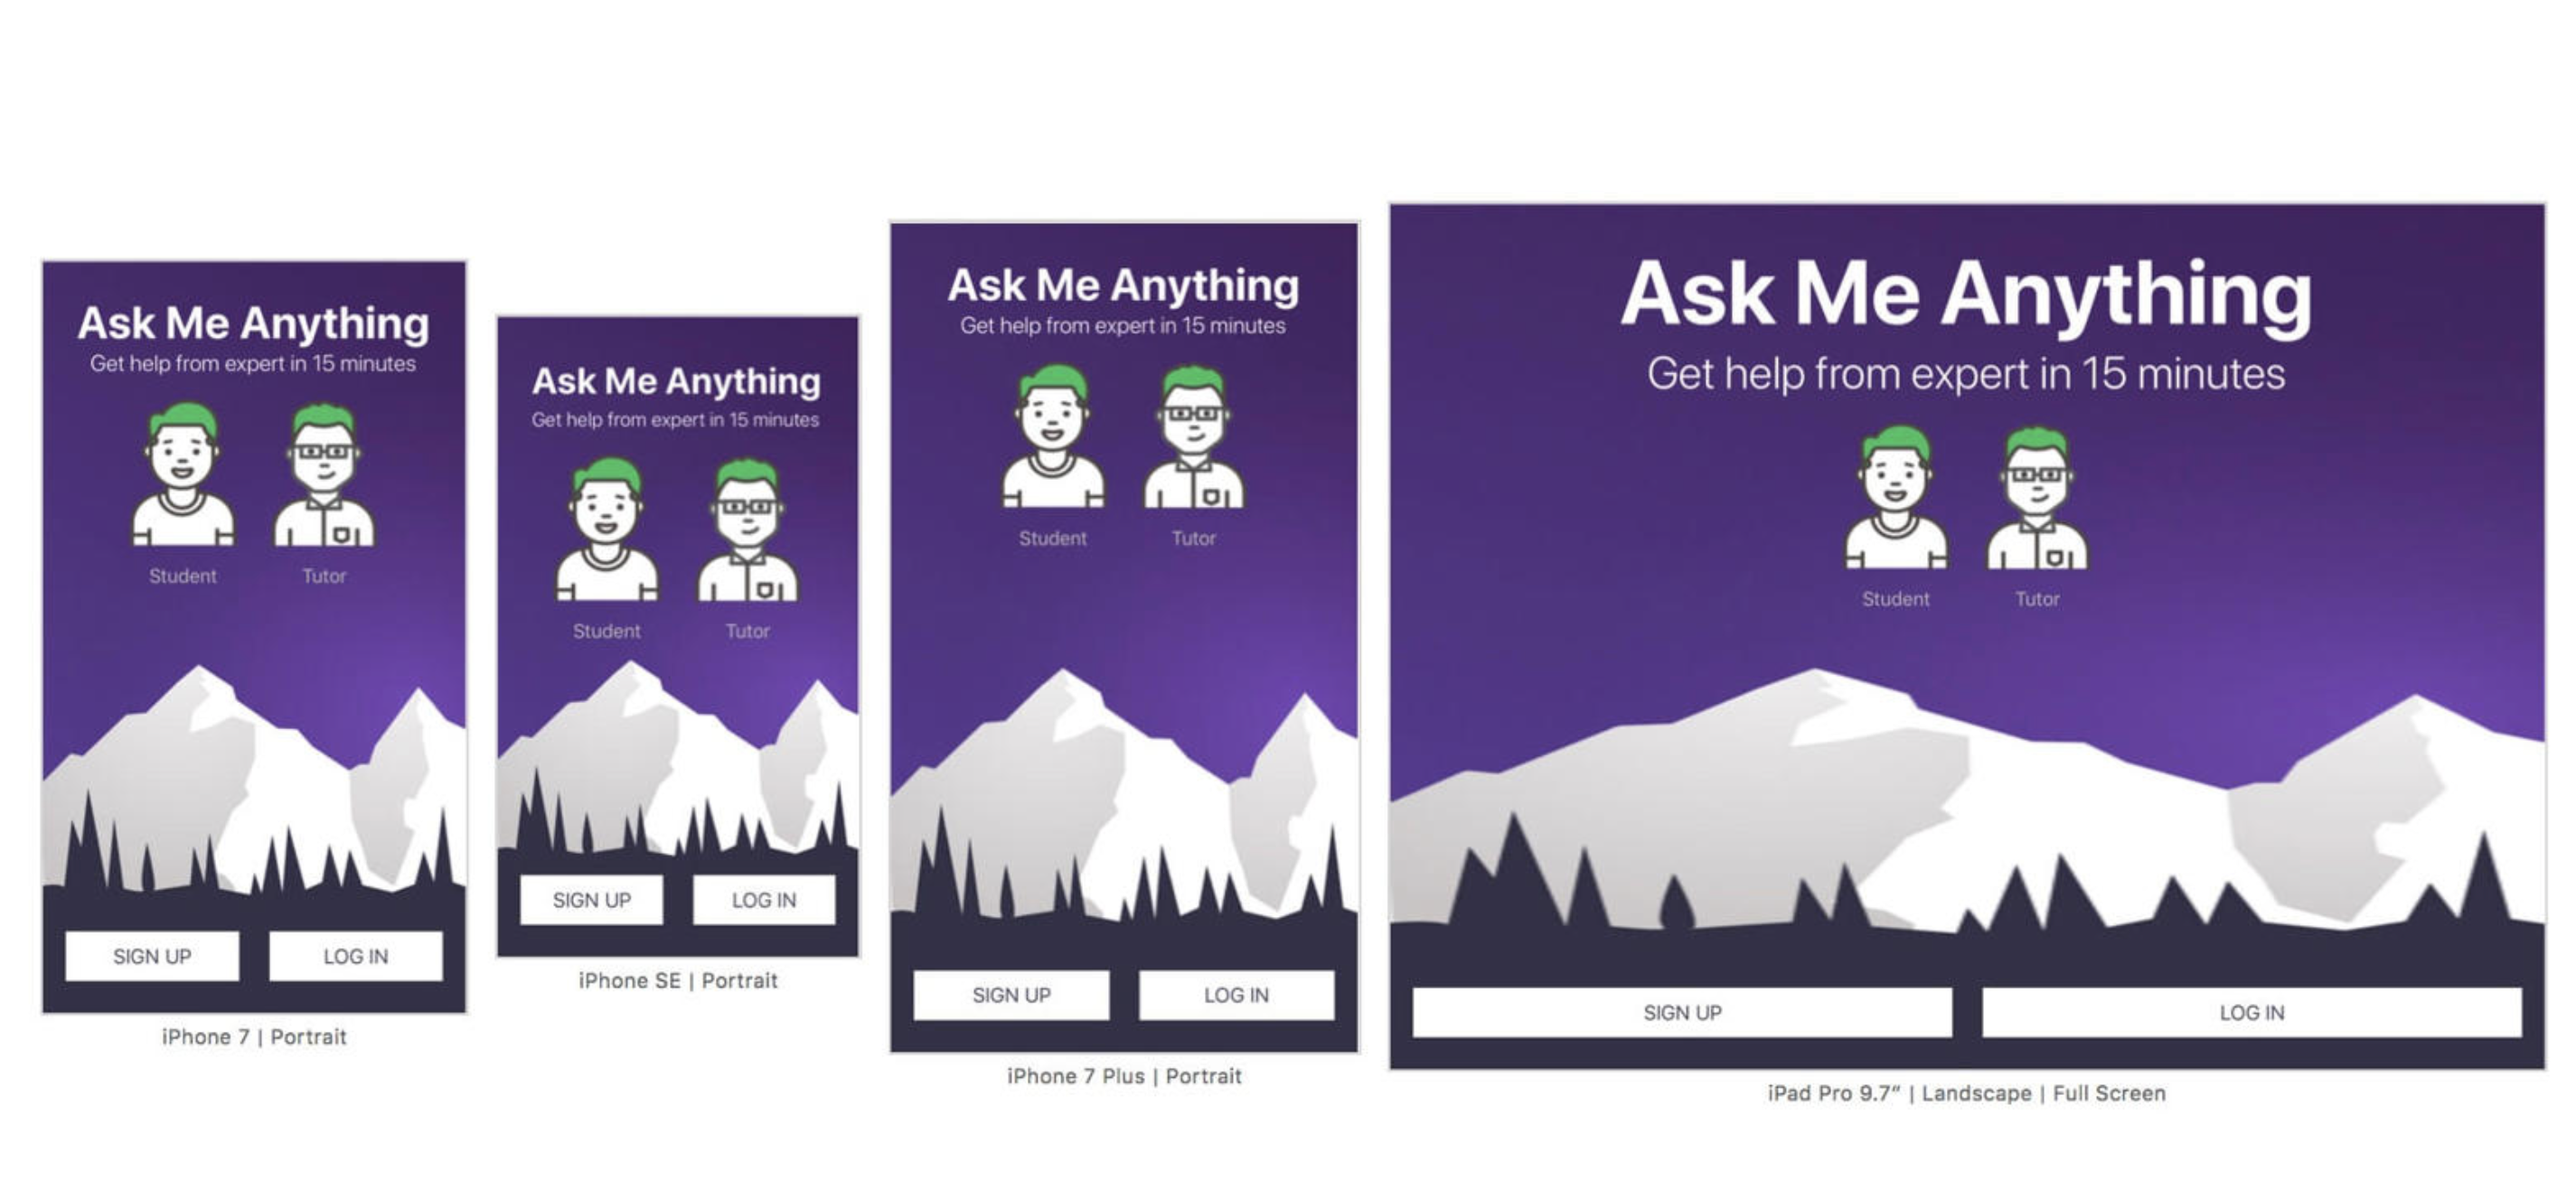 Ask Me Anything
Get help from expert in 15 minutes
Student Tutor
SIGN UP LOG IN
iPhone 7 | Portrait
Ask Me Anything
Get help from expert in 15 minutes
Student Tutor
SIGN UP LOG IN
iPhone SE | Portrait
Ask Me Anything
Get help from expert in 15 minutes
Student Tutor
SIGN UP LOG IN
iPhone 7 Plus | Portrait
Ask Me Anything
Get help from expert in 15 minutes
Student Tutor
SIGN UP LOG IN
iPad Pro 9.7″ | Landscape | Full Screen